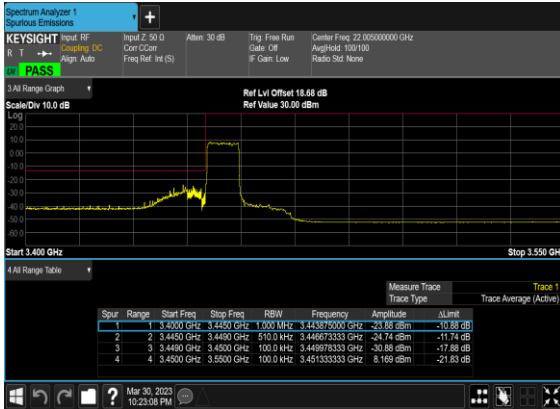 Spectrum Analyzer 1
Spurious Emissions
+
KEYSIGHT Input: RF Input Z: 50 Ω Atten: 30 dB Trig: Free Run Center Freq: 22.005000000 GHz
R T Coupling: DC Corr CCorr Gate: Off Avg|Hold: 100/100
Align: Auto Freq Ref: Int (S) IF Gain: Low Radio Std: None
PASS
3 All Range Graph
Ref Lvl Offset 18.68 dB
Scale/Div 10.0 dB Ref Value 30.00 dBm
Log
20.0
10.0
0.00
-10.0
-20.0
-30.0
-40.0
-50.0
-60.0
Start 3.400 GHz Stop 3.550 GH
4 All Range Table
Measure Trace Trace 1
Trace Type Trace Average (Active)
Spur Range Start Freq Stop Freq RBW Frequency Amplitude ΔLimit
1 1 3.4000 GHz 3.4450 GHz 1.000 MHz 3.443875000 GHz -23.88 dBm -10.88 dB
2 2 3.4450 GHz 3.4490 GHz 510.0 kHz 3.446673333 GHz -24.74 dBm -11.74 dB
3 3 3.4490 GHz 3.4500 GHz 100.0 kHz 3.449978333 GHz -30.88 dBm -17.88 dB
4 4 3.4500 GHz 3.5500 GHz 100.0 kHz 3.451333333 GHz 8.169 dBm -21.83 dB
?
Mar 30, 2023
10:23:08 PM